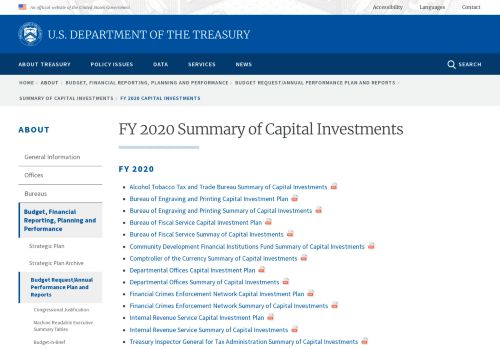 An official website of the United States Government
Accessibility Languages Contact
U.S. DEPARTMENT OF THE TREASURY
ABOUT TREASURY POLICY ISSUES DATA SERVICES NEWS SEARCH
HOME › ABOUT › BUDGET, FINANCIAL REPORTING, PLANNING AND PERFORMANCE › BUDGET REQUEST/ANNUAL PERFORMANCE PLAN AND REPORTS ›
SUMMARY OF CAPITAL INVESTMENTS › FY 2020 CAPITAL INVESTMENTS
ABOUT
General Information
Offices
Bureaus
Budget, Financial
Reporting, Planning and
Performance
Strategic Plan
Strategic Plan Archive
Budget Request/Annual
Performance Plan and
Reports
Congressional Justification
Machine Readable Executive
Summary Tables
Budget-in-Brief
FY 2020 Summary of Capital Investments
FY 2020
Alcohol Tobacco Tax and Trade Bureau Summary of Capital Investments
Bureau of Engraving and Printing Capital Investment Plan
Bureau of Engraving and Printing Summary of Capital Investments
Bureau of Fiscal Service Capital Investment Plan
Bureau of Fiscal Service Summay of Capital Investments
Community Development Financial Institutions Fund Summary of Capital Investments
Comptroller of the Currency Summary of Capital Investments
Departmental Offices Capital Investment Plan
Departmental Offices Summary of Capital Investments
Financial Crimes Enforcement Network Capital Investment Plan
Financial Crimes Enforcement Network Summary of Capital Investments
Internal Revenue Service Capital Investment Plan
Internal Revenue Service Summary of Capital Investments
Treasury Inspector General for Tax Administration Summary of Capital Investments